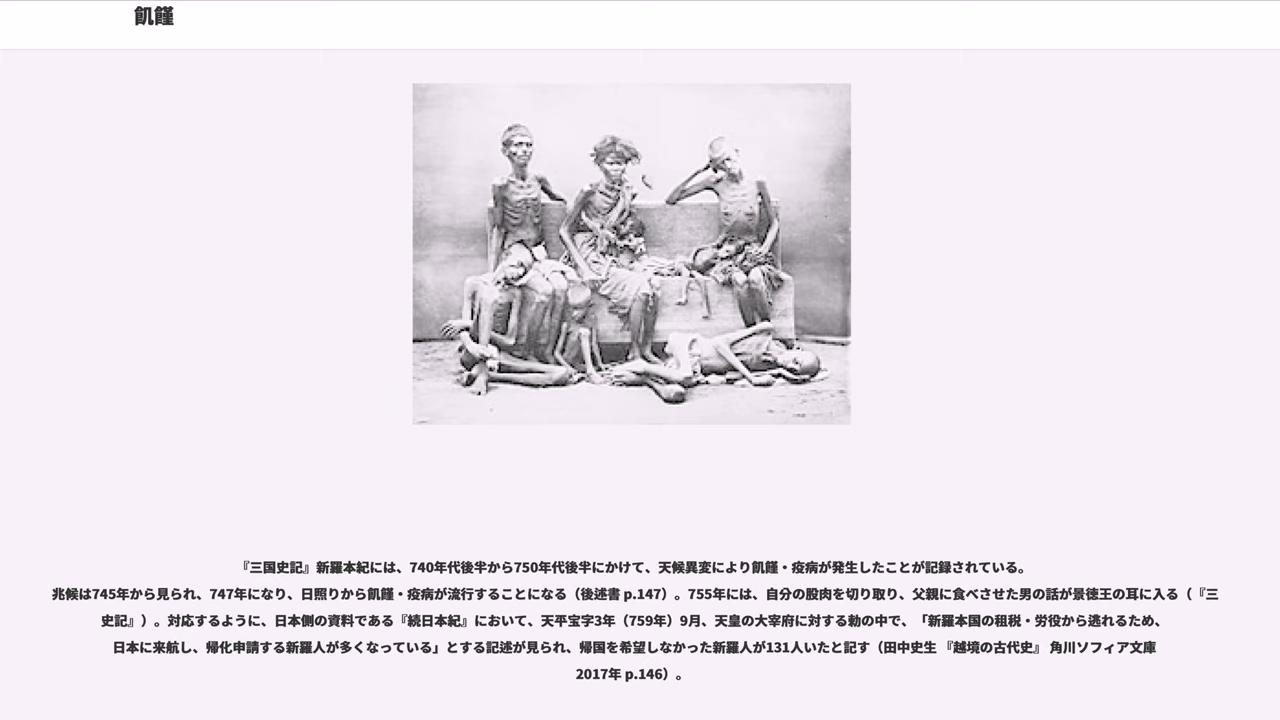 飢饉
『三国史記』新羅本紀には、740年代後半から750年代後半にかけて、天候異変により飢饉・疫病が発生したことが記録されている。
兆候は745年から見られ、747年になり、日照りから飢饉・疫病が流行することになる（後述書 p.147）。755年には、自分の股肉を切り取り、父親に食べさせた男の話が景徳王の耳に入る（『三
史記』）。対応するように、日本側の資料である『続日本紀』において、天平宝字3年（759年）9月、天皇の大宰府に対する勅の中で、「新羅本国の租税・労役から逃れるため、
日本に来航し、帰化申請する新羅人が多くなっている」とする記述が見られ、帰国を希望しなかった新羅人が131人いたと記す（田中史生 『越境の古代史』 角川ソフィア文庫
2017年 p.146）。